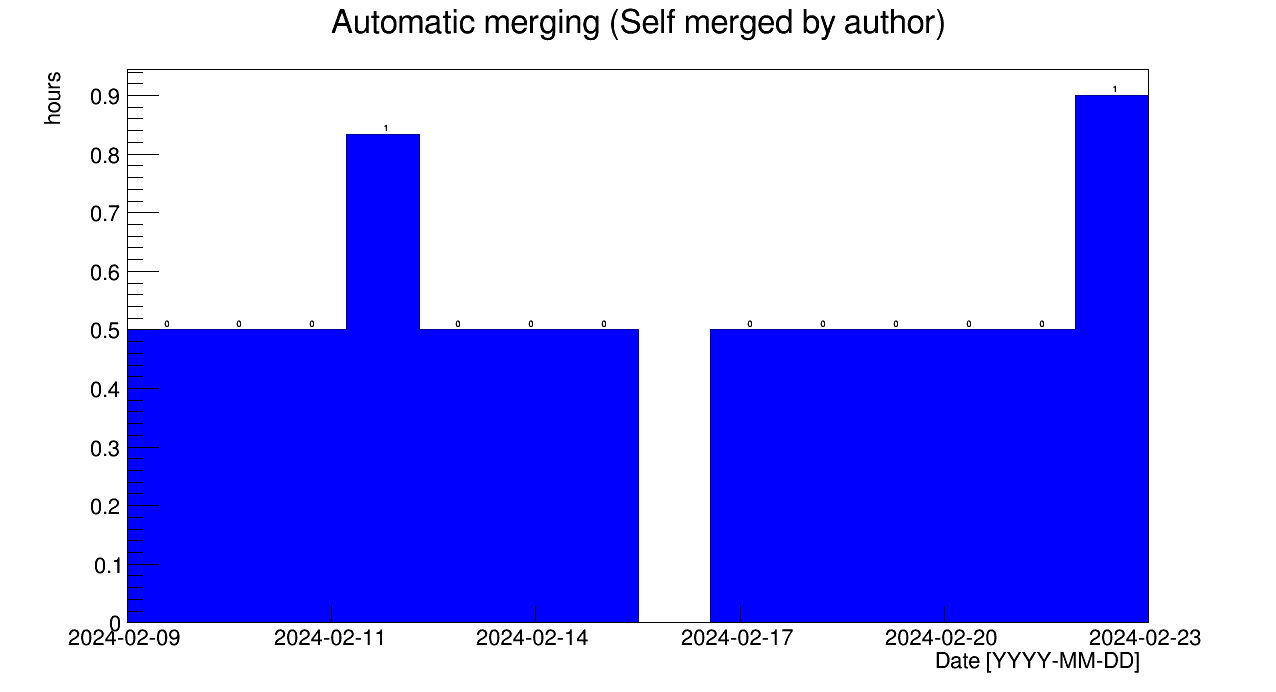 Automatic merging (Self merged by author)
hours
0.9
1
0.8
1
0.7
0.6
0.5
0 0 0 0 0 0 0 0 0 0 0
0.4
0.3
0.2
0.1
0
2024-02-09 2024-02-11 2024-02-14 2024-02-17 2024-02-20 2024-02-23
Date [YYYY-MM-DD]